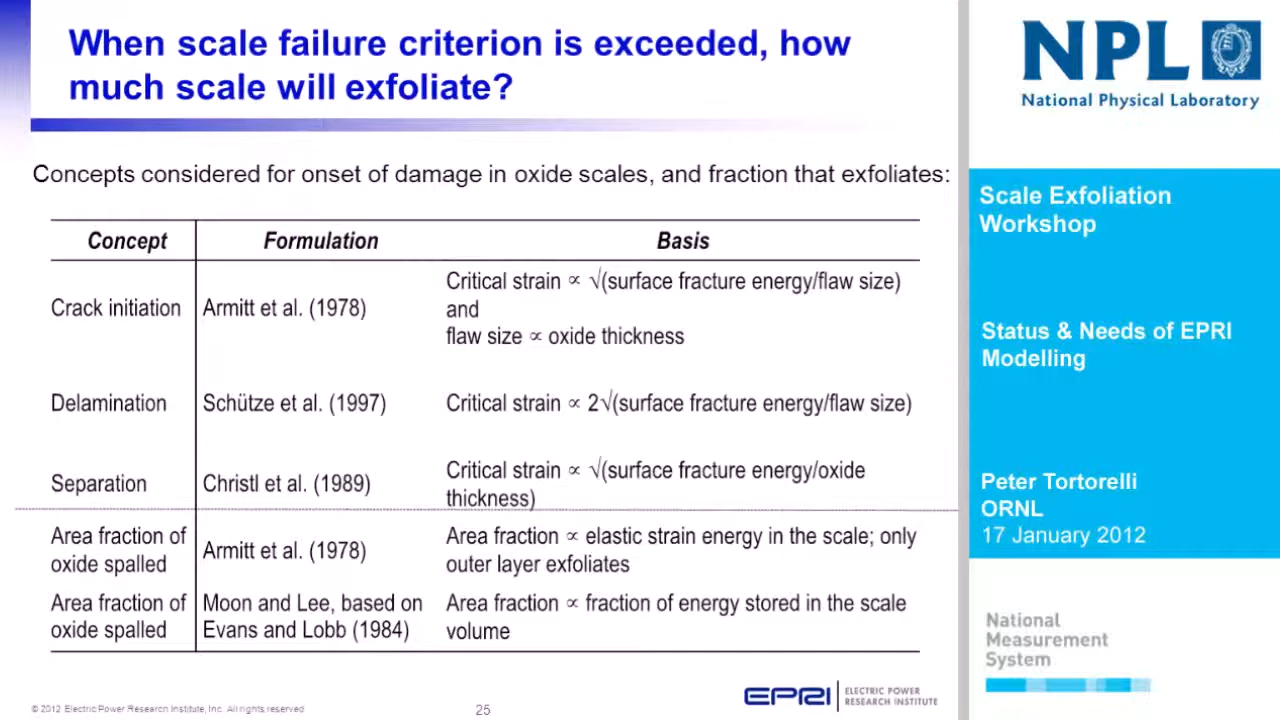 When scale failure criterion is exceeded, how
much scale will exfoliate?
Concepts considered for onset of damage in oxide scales, and fraction that exfoliates:
Concept Formulation Basis
Crack initiation Armitt et al. (1978) Critical strain ∝ √(surface fracture energy/flaw size)
and
flaw size ∝ oxide thickness
Delamination Schütze et al. (1997) Critical strain ∝ 2√(surface fracture energy/flaw size)
Separation Christl et al. (1989) Critical strain ∝ √(surface fracture energy/oxide
thickness)
Area fraction of
oxide spalled
Armitt et al. (1978)
Area fraction ∝ elastic strain energy in the scale; only
outer layer exfoliates
Area fraction of
oxide spalled
Moon and Lee, based on
Evans and Lobb (1984)
Area fraction ∝ fraction of energy stored in the scale
volume
© 2012 Electric Power Research Institute, Inc. All rights reserved
25
EPRI
ELECTRIC POWER
RESEARCH INSTITUTE
NPL
National Physical Laboratory
Scale Exfoliation
Workshop
Status & Needs of EPRI
Modelling
Peter Tortorelli
ORNL
17 January 2012
National
Measurement
System